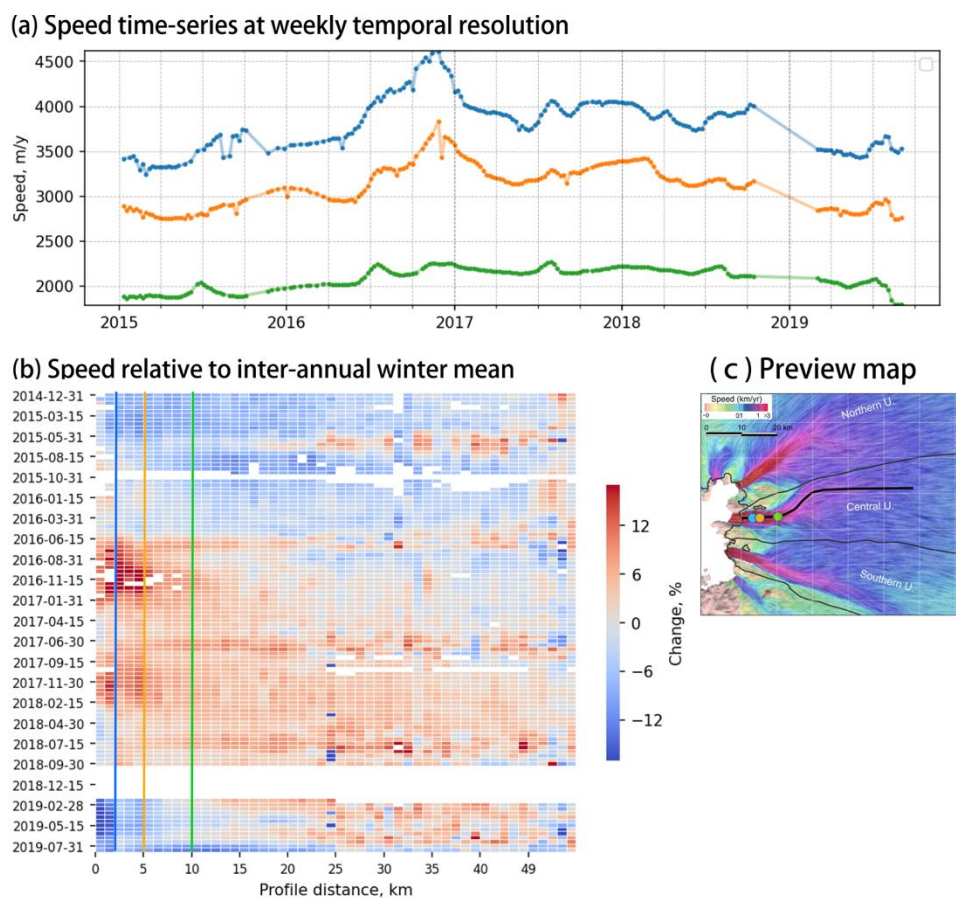 (a) Speed time-series at weekly temporal resolution
4500
4000
3500
3000
2500
2000
Speed, m/y
2015 2016 2017 2018 2019
(b) Speed relative to inter-annual winter mean
2014-12-31
2015-03-15
2015-05-31
2015-08-15
2015-10-31
2016-01-15
2016-03-31
2016-06-15
2016-08-31
2016-11-15
2017-01-31
2017-04-15
2017-06-30
2017-09-15
2017-11-30
2018-02-15
2018-04-30
2018-07-15
2018-09-30
2018-12-15
2019-02-28
2019-05-15
2019-07-31
0 5 10 15 20 25 30 35 40 45 49
Profile distance, km
12
6
0
−6
−12
Change, %
( c ) Preview map
Speed (km/yr)
0 10 20 km
Northern U.
Central U.
Southern U.